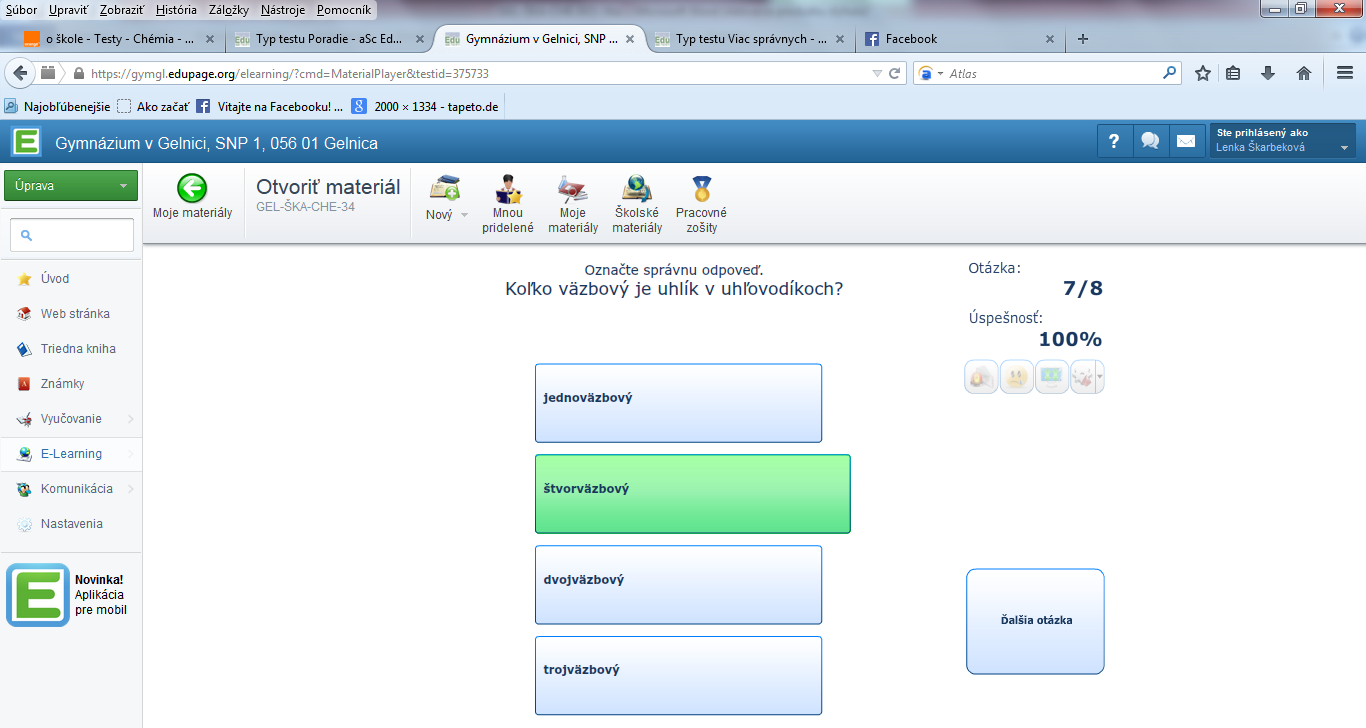 Súbor Upraviť Zobraziť História Záložky Nástroje Pomocník
o škole - Testy - Chémia - ...
Typ testu Poradie - aSc Ed...
Gymnázium v Gelnici, SNP ...
Typ testu Viac správnych - ...
Facebook
https://gymgl.edupage.org/elearning/?cmd=MaterialPlayer&testid=375733
Atlas
Najobľúbenejšie Ako začať Vitajte na Facebooku! ... 2000 × 1334 - tapeto.de
Gymnázium v Gelnici, SNP 1, 056 01 Gelnica
?
Ste prihlásený ako
Lenka Škarbeková
Úprava
Moje materiály
Otvoriť materiál
GEL-ŠKA-CHE-34
Nový
Mnou
pridelené
Moje
materiály
Školské
materiály
Pracovné
zošity
Úvod
Web stránka
Triedna kniha
Známky
Vyučovanie
E-Learning
Komunikácia
Nastavenia
Novinka!
Aplikácia
pre mobil
Označte správnu odpoveď.
Koľko väzbový je uhlík v uhľovodíkoch?
jednoväzbový
štvorväzbový
dvojväzbový
trojväzbový
Otázka:
7/8
Úspešnosť:
100%
Ďalšia otázka